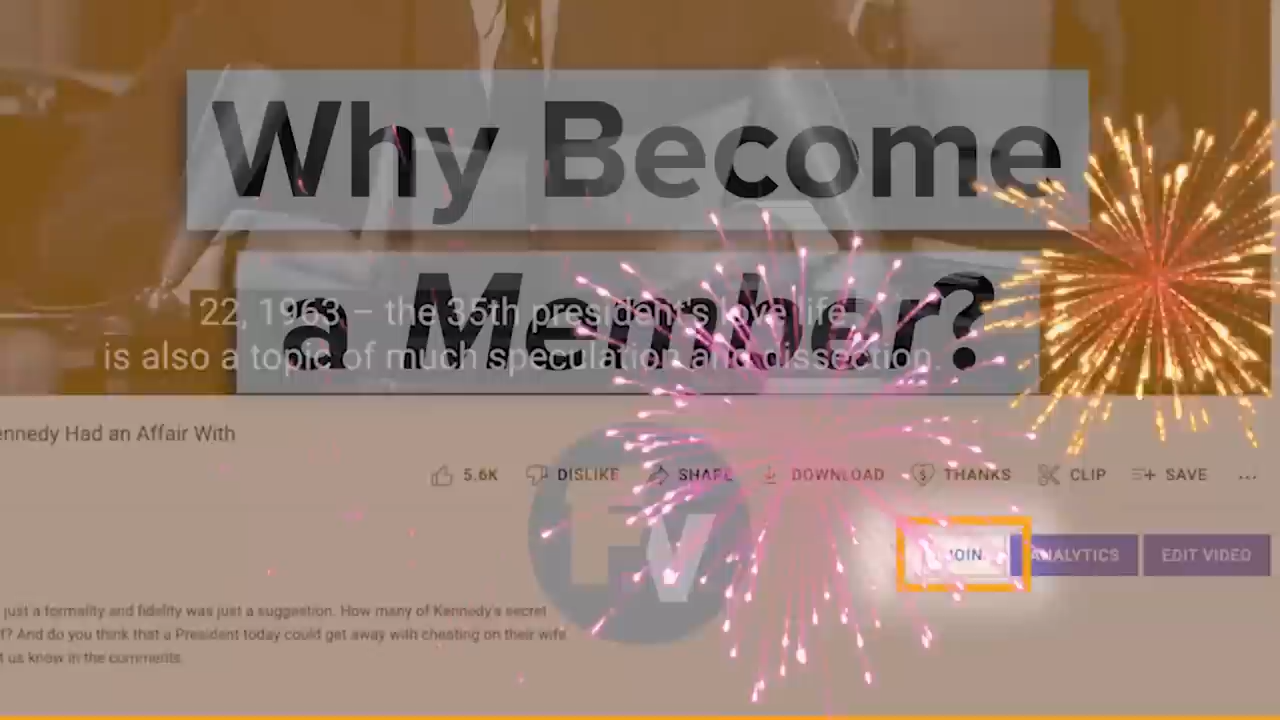 Why Become
a Member?
22, 1963 – the 35th president's love life
is also a topic of much speculation and dissection.
ennedy Had an Affair With
5.6K DISLIKE SHARE DOWNLOAD THANKS CLIP SAVE ...
FV
JOIN ANALYTICS EDIT VIDEO
just a formality and fidelity was just a suggestion. How many of Kennedy's secret
f? And do you think that a President today could get away with cheating on their wife
t us know in the comments.